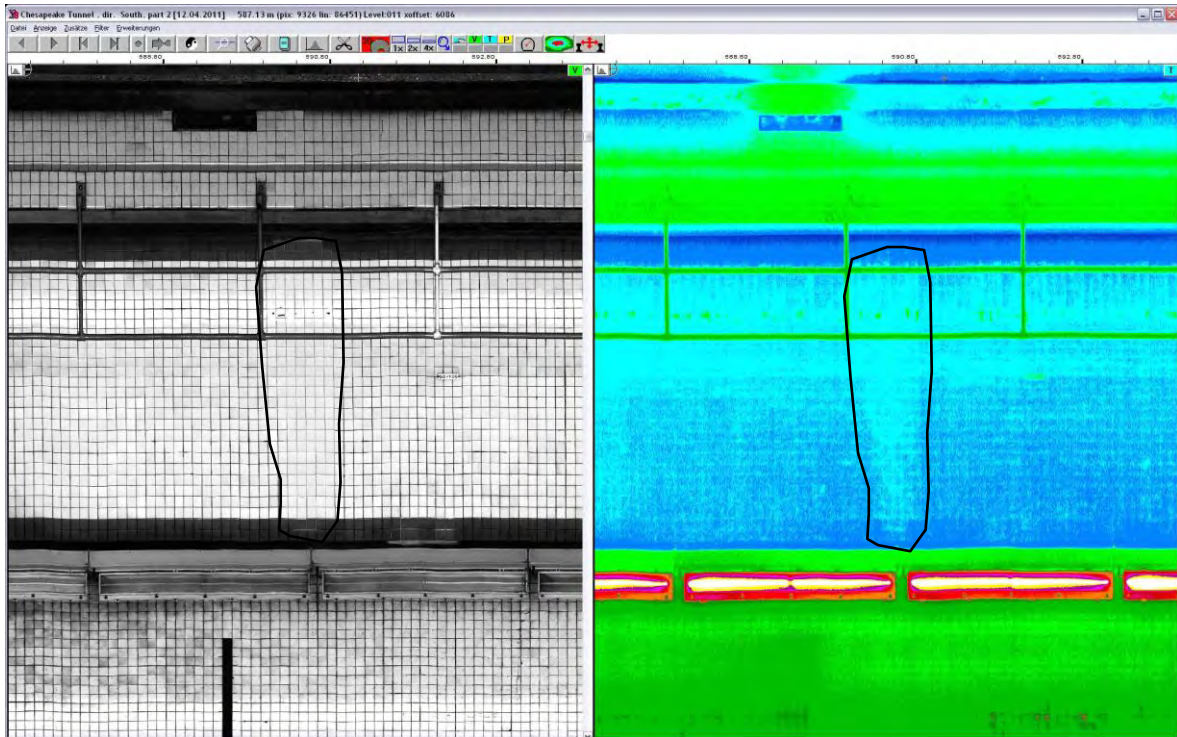 Chesapeake Tunnel , dir. South, part 2 [12.04.2011] 587.13 m (pix: 9326 lin: 86451) Level:011 xoffset: 6086
Datei Anzeige Zusätze Filter Erweiterungen
1x 2x 4x V T P
588.80 590.80 592.80 588.80 590.80 592.80
V T